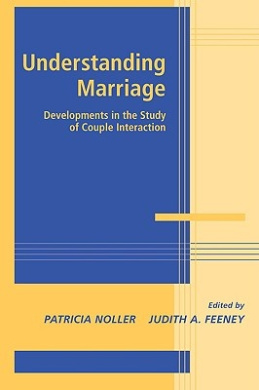 Understanding
Marriage
Developments in the Study
of Couple Interaction
Edited by
PATRICIA NOLLER JUDITH A. FEENEY